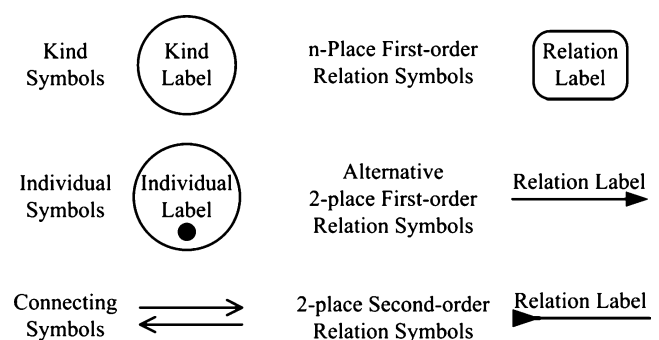 Kind
Symbols
Kind
Label
n-Place First-order
Relation Symbols
Relation
Label
Individual
Symbols
Individual
Label
Alternative
2-place First-order
Relation Symbols
Relation Label
Connecting
Symbols
2-place Second-order
Relation Symbols
Relation Label